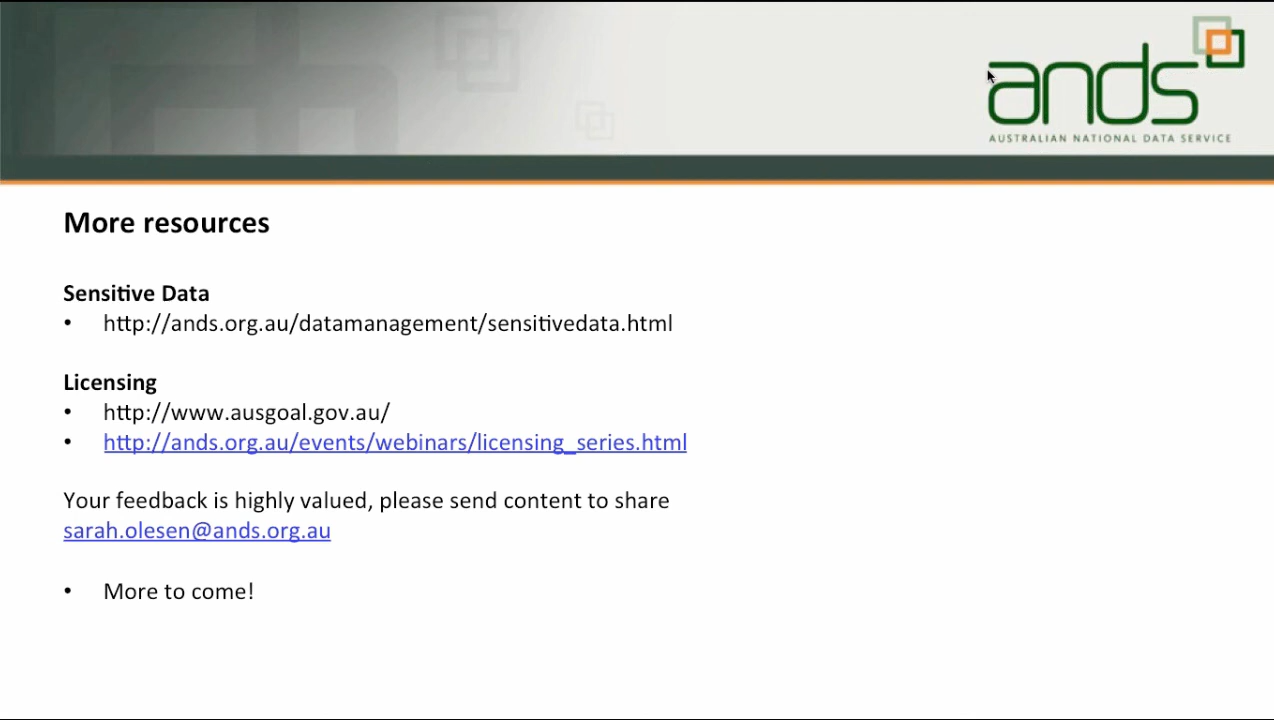 ands
AUSTRALIAN NATIONAL DATA SERVICE
More resources
Sensitive Data
• http://ands.org.au/datamanagement/sensitivedata.html
Licensing
• http://www.ausgoal.gov.au/
• http://ands.org.au/events/webinars/licensing_series.html
Your feedback is highly valued, please send content to share
sarah.olesen@ands.org.au
• More to come!